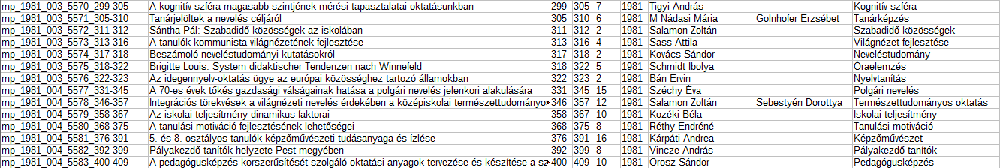 mp_1981_003_5570_299-305 A kognitív szféra magasabb szintjének mérési tapasztalatai oktatásunkban 299 305 7 1981 Tigyi András Kognitív szféra
mp_1981_003_5571_305-310 Tanárjelöltek a nevelés céljáról 305 310 6 1981 M Nádasi Mária Golnhofer Erzsébet Tanárképzés
mp_1981_003_5572_311-312 Sántha Pál: Szabadidő-közösségek az iskolában 311 312 2 1981 Salamon Zoltán Szabadidő-közösségek
mp_1981_003_5573_313-316 A tanulók kommunista világnézetének fejlesztése 313 316 4 1981 Sass Attila Világnézet fejlesztése
mp_1981_003_5574_317-318 Beszámoló neveléstudományi kutatásokról 317 318 2 1981 Kovács Sándor Neveléstudomány
mp_1981_003_5575_318-322 Brigitte Louis: System didaktischer Tendenzen nach Winnefeld 318 322 5 1981 Schmidt Ibolya Óraelemzés
mp_1981_003_5576_322-323 Az idegennyelv-oktatás ügye az európai közösséghez tartozó államokban 322 323 2 1981 Bán Ervin Nyelvtanítás
mp_1981_004_5577_331-345 A 70-es évek tőkés gazdasági válságainak hatása a polgári nevelés jelenkori alakulására 331 345 15 1981 Széchy Éva Polgári nevelés
mp_1981_004_5578_346-357 Integrációs törekvések a világnézeti nevelés érdekében a középiskolai természettudományo 346 357 12 1981 Salamon Zoltán Sebestyén Dorottya Természettudományos oktatás
mp_1981_004_5579_358-367 Az iskolai teljesítmény dinamikus faktorai 358 367 10 1981 Kozéki Béla Iskolai teljesítmény
mp_1981_004_5580_368-375 A tanulási motiváció fejlesztésének lehetőségei 368 375 8 1981 Réthy Endréné Tanulási motiváció
mp_1981_004_5581_376-391 5. és 8. osztályos tanulók képzőművészeti tudásanyaga és ízlése 376 391 16 1981 Kárpáti Andrea Képzőművészet
mp_1981_004_5582_392-399 Pályakezdő tanítók helyzete Pest megyében 392 399 8 1981 Vincze András Pályakezdő tanítók
mp_1981_004_5583_400-409 A pedagógusképzés korszerűsítését szolgáló oktatási anyagok tervezése és készítése a sz 400 409 10 1981 Orosz Sándor Pedagógusképzés